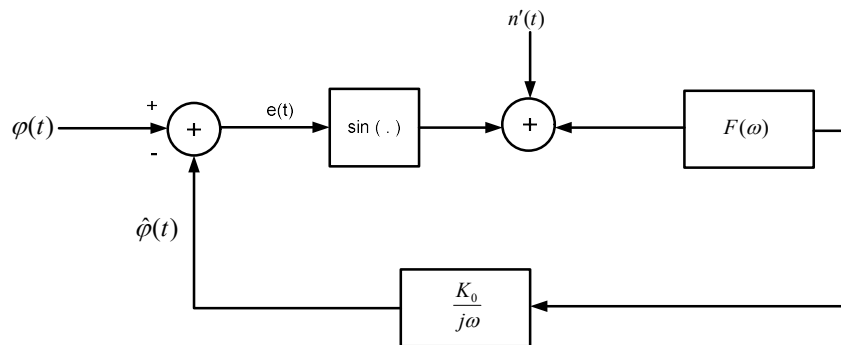 n'(t)
+
e(t)
φ(t)
+
sin ( . )
+
F(ω)
-
φ̂(t)
K₀
jω